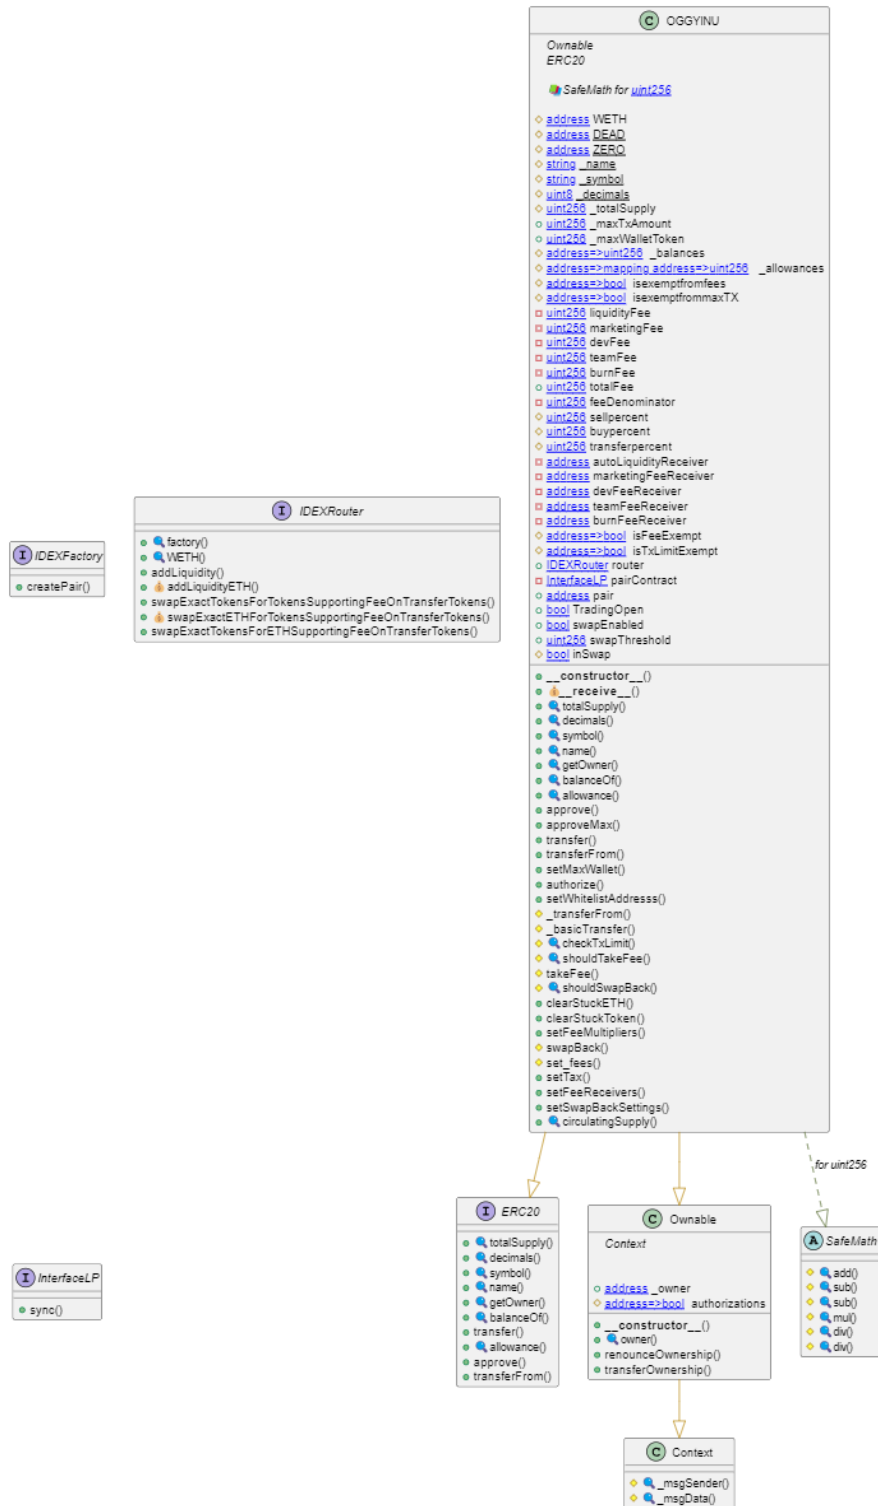 C OGGYINU
Ownable
ERC20
SafeMath for uint256
address WETH
address DEAD
address ZERO
string _name
string _symbol
uint8 _decimals
uint256 _totalSupply
uint256 _maxTxAmount
uint256 _maxWalletToken
address=>uint256 _balances
address=>mapping address=>uint256 _allowances
address=>bool isexemptfromfees
address=>bool isexemptfrommaxTX
uint256 liquidityFee
uint256 marketingFee
uint256 devFee
uint256 teamFee
uint256 burnFee
uint256 totalFee
uint256 feeDenominator
uint256 sellpercent
uint256 buypercent
uint256 transferpercent
address autoLiquidityReceiver
address marketingFeeReceiver
address devFeeReceiver
address teamFeeReceiver
address burnFeeReceiver
address=>bool isFeeExempt
address=>bool isTxLimitExempt
IDEXRouter router
InterfaceLP pairContract
address pair
bool TradingOpen
bool swapEnabled
uint256 swapThreshold
bool inSwap
__constructor__()
__receive__()
totalSupply()
decimals()
symbol()
name()
getOwner()
balanceOf()
allowance()
approve()
approveMax()
transfer()
transferFrom()
setMaxWallet()
authorize()
setWhitelistAddresss()
_transferFrom()
_basicTransfer()
checkTxLimit()
shouldTakeFee()
takeFee()
shouldSwapBack()
clearStuckETH()
clearStuckToken()
setFeeMultipliers()
swapBack()
set_fees()
setTax()
setFeeReceivers()
setSwapBackSettings()
circulatingSupply()
I IDEXFactory
createPair()
I IDEXRouter
factory()
WETH()
addLiquidity()
addLiquidityETH()
swapExactTokensForTokensSupportingFeeOnTransferTokens()
swapExactETHForTokensSupportingFeeOnTransferTokens()
swapExactTokensForETHSupportingFeeOnTransferTokens()
for uint256
I InterfaceLP
sync()
I ERC20
totalSupply()
decimals()
symbol()
name()
getOwner()
balanceOf()
transfer()
allowance()
approve()
transferFrom()
C Ownable
Context
address _owner
address=>bool authorizations
__constructor__()
owner()
renounceOwnership()
transferOwnership()
A SafeMath
add()
sub()
sub()
mul()
div()
div()
C Context
_msgSender()
_msgData()